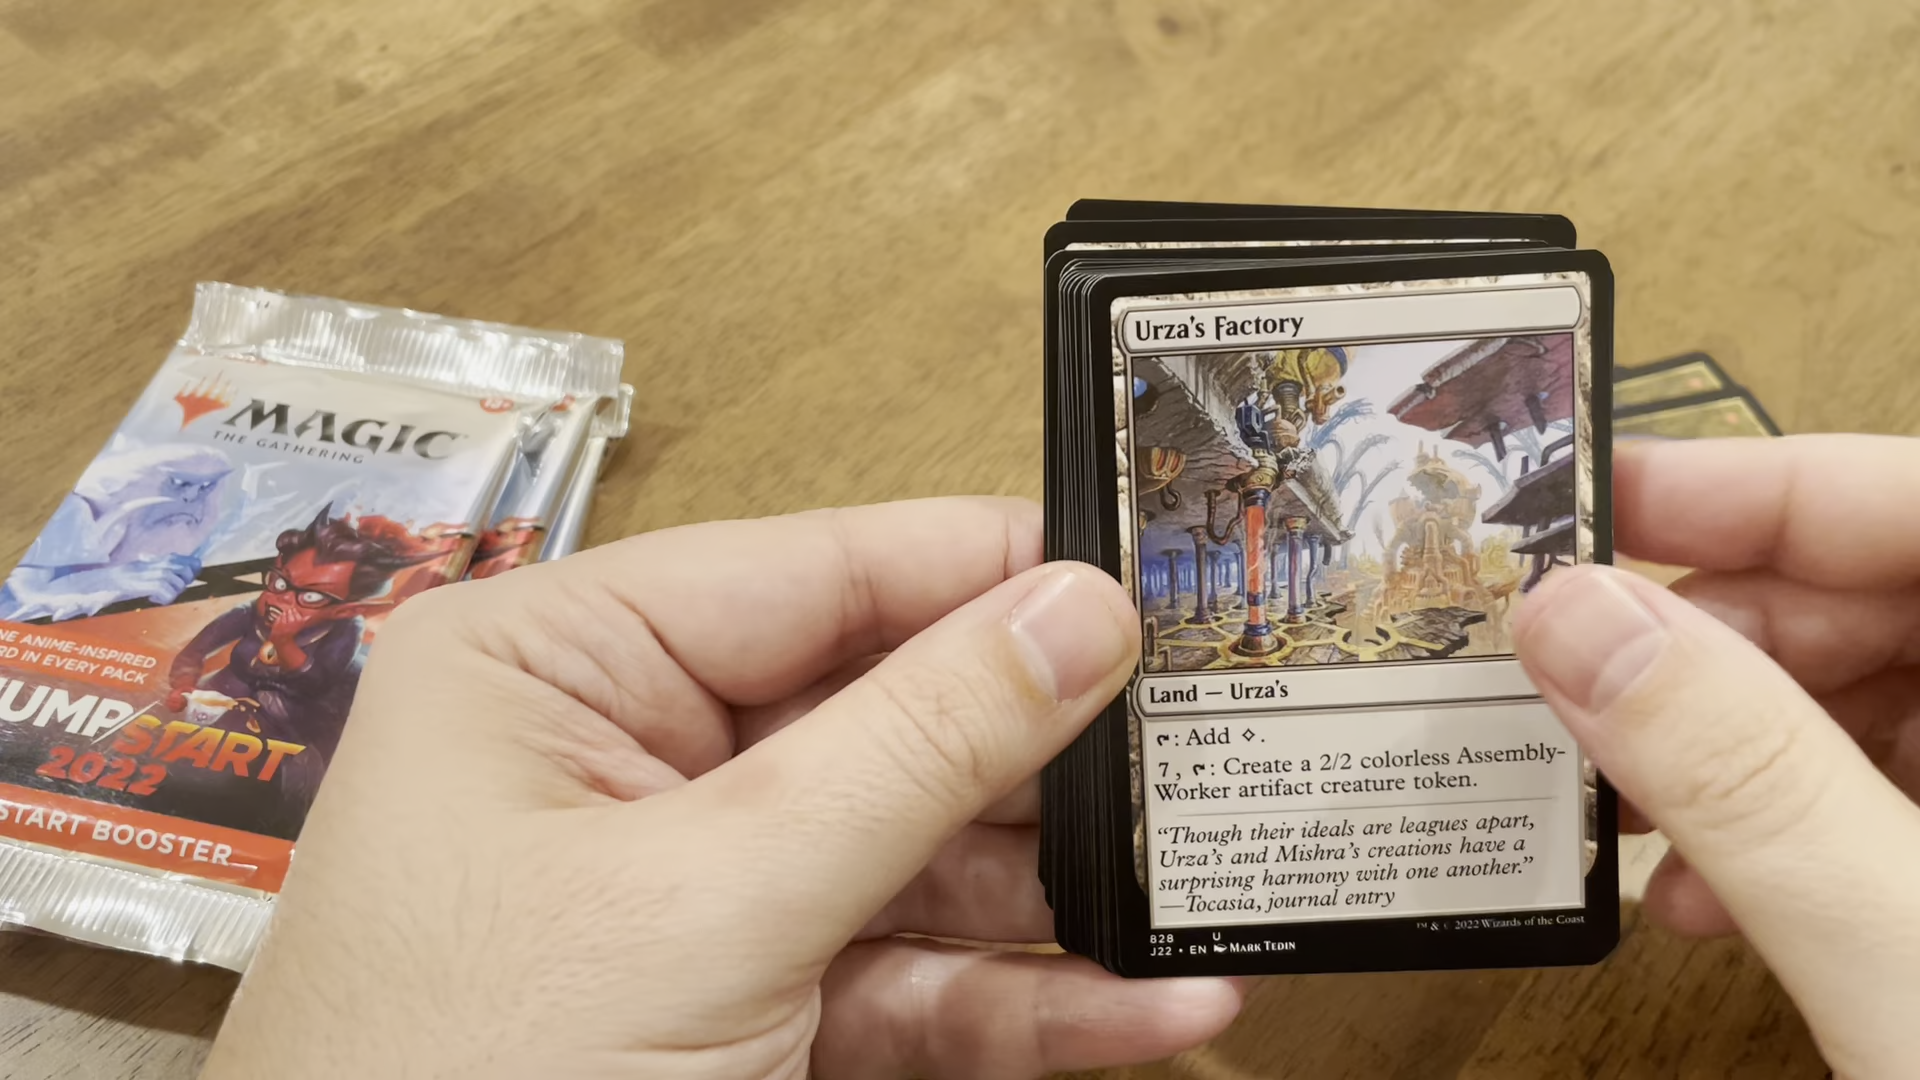 MAGIC
THE GATHERING
NE ANIME-INSPIRED
RD IN EVERY PACK
JUMP/START
2022
START BOOSTER
Urza's Factory
Land — Urza's
: Add .
7, : Create a 2/2 colorless Assembly-
Worker artifact creature token.
“Though their ideals are leagues apart,
Urza's and Mishra's creations have a
surprising harmony with one another.”
—Tocasia, journal entry
828 U
J22 • EN MARK TEDIN
™ & © 2022 Wizards of the Coast